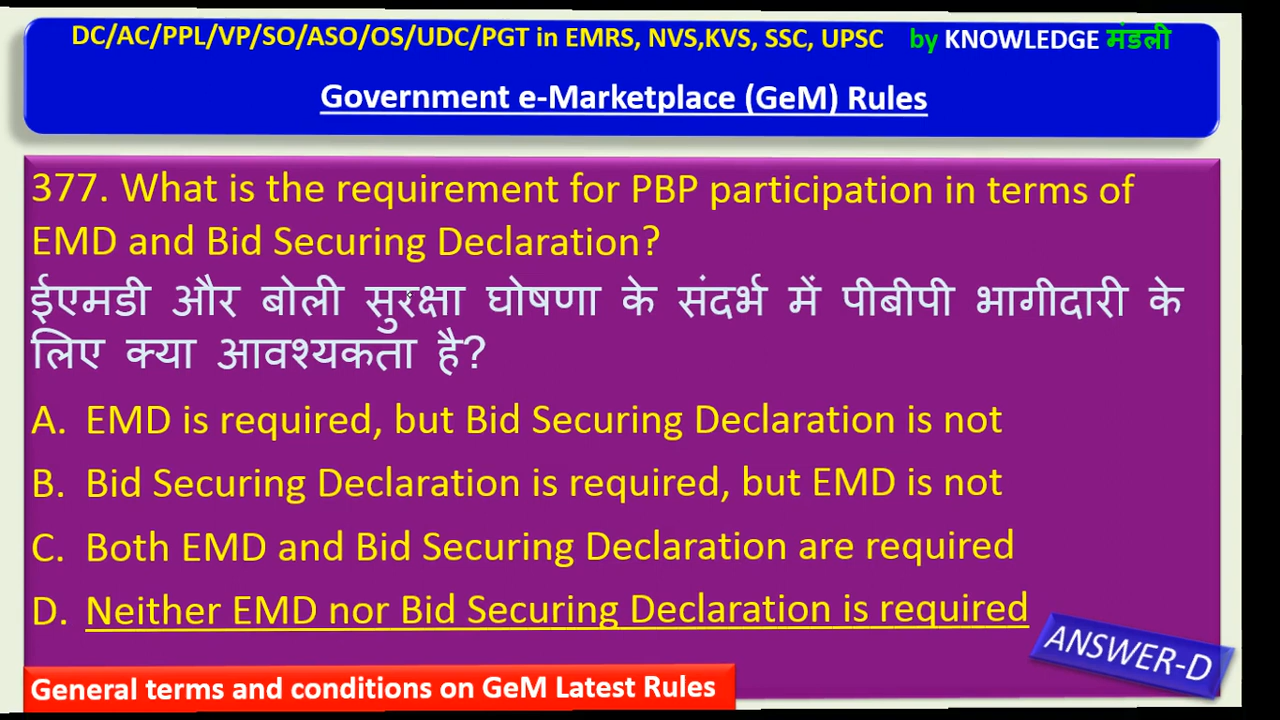 DC/AC/PPL/VP/SO/ASO/OS/UDC/PGT in EMRS, NVS,KVS, SSC, UPSC by KNOWLEDGE मंडली
Government e-Marketplace (GeM) Rules
377. What is the requirement for PBP participation in terms of
EMD and Bid Securing Declaration?
ईएमडी और बोली सुरक्षा घोषणा के संदर्भ में पीबीपी भागीदारी के
लिए क्या आवश्यकता है?
A. EMD is required, but Bid Securing Declaration is not
B. Bid Securing Declaration is required, but EMD is not
C. Both EMD and Bid Securing Declaration are required
D. Neither EMD nor Bid Securing Declaration is required
ANSWER-D
General terms and conditions on GeM Latest Rules